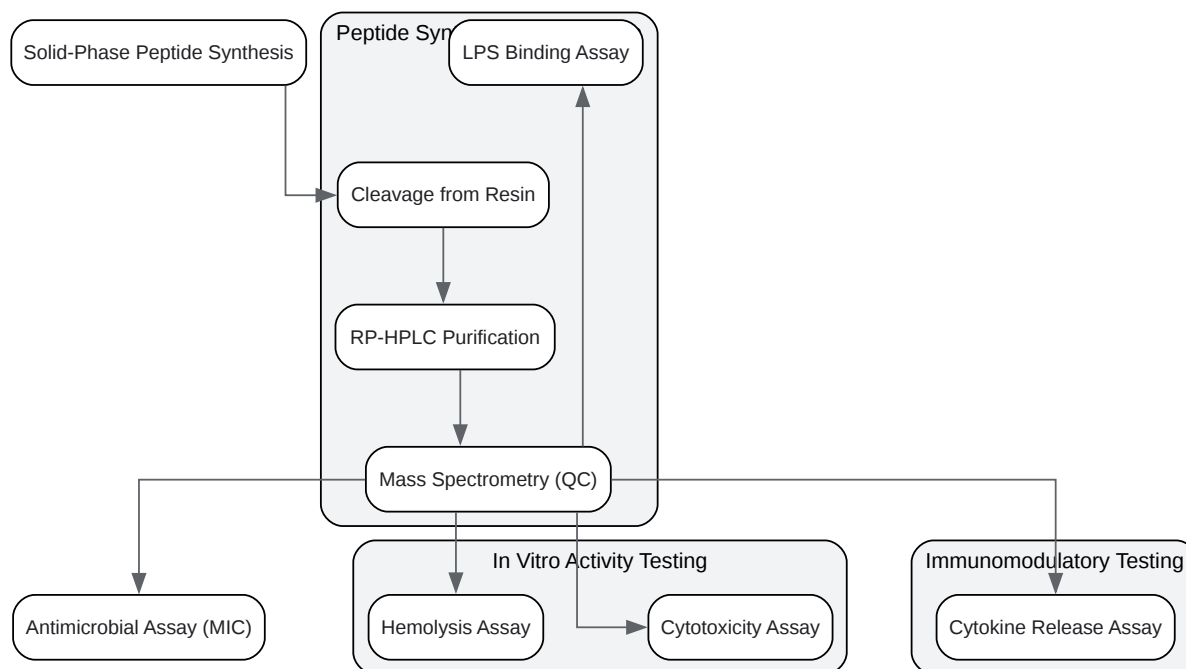 Solid-Phase Peptide Synthesis
Peptide Syn
LPS Binding Assay
Cleavage from Resin
RP-HPLC Purification
Mass Spectrometry (QC)
In Vitro Activity Testing
Immunomodulatory Testing
Antimicrobial Assay (MIC)
Hemolysis Assay
Cytotoxicity Assay
Cytokine Release Assay